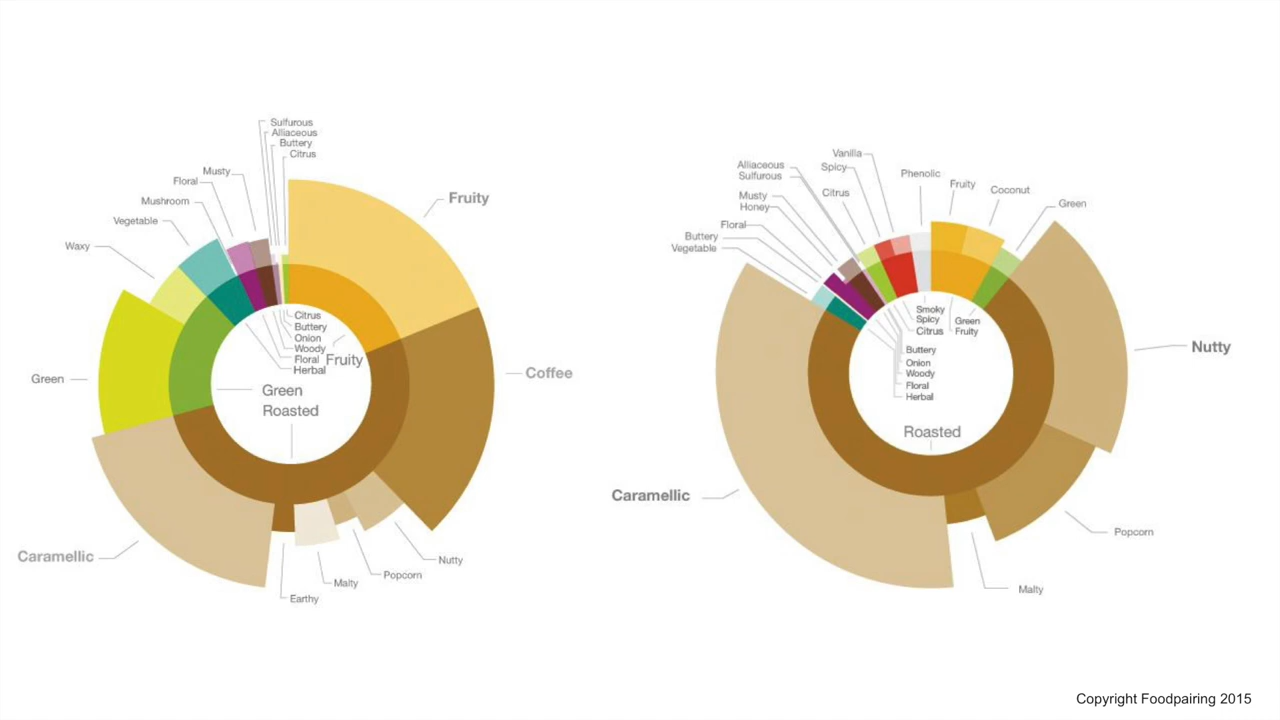 Sulfurous
Alliaceous
Buttery
Citrus
Musty
Floral
Mushroom
Vegetable
Waxy
Green
Caramellic
Earthy
Malty
Popcorn
Nutty
Coffee
Fruity
Citrus
Buttery
Onion
Woody
Floral
Herbal
Fruity
Green
Roasted
Vanilla
Spicy
Alliaceous
Sulfurous
Citrus
Musty
Honey
Floral
Buttery
Vegetable
Phenolic
Fruity
Coconut
Green
Nutty
Popcorn
Malty
Caramellic
Smoky
Spicy
Citrus
Green
Fruity
Buttery
Onion
Woody
Floral
Herbal
Roasted
Copyright Foodpairing 2015